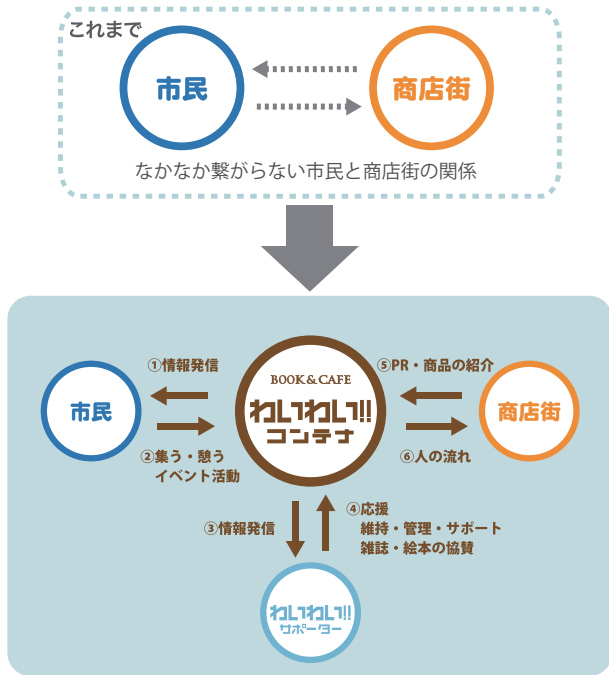 これまで
市民
商店街
なかなか繋がらない市民と商店街の関係
①情報発信
⑤PR・商品の紹介
BOOK&CAFE
わいわい!!
コンテナ
市民
商店街
②集う・憩う
イベント活動
⑥人の流れ
③情報発信
④応援
維持・管理・サポート
雑誌・絵本の協賛
わいわい!!
サポーター